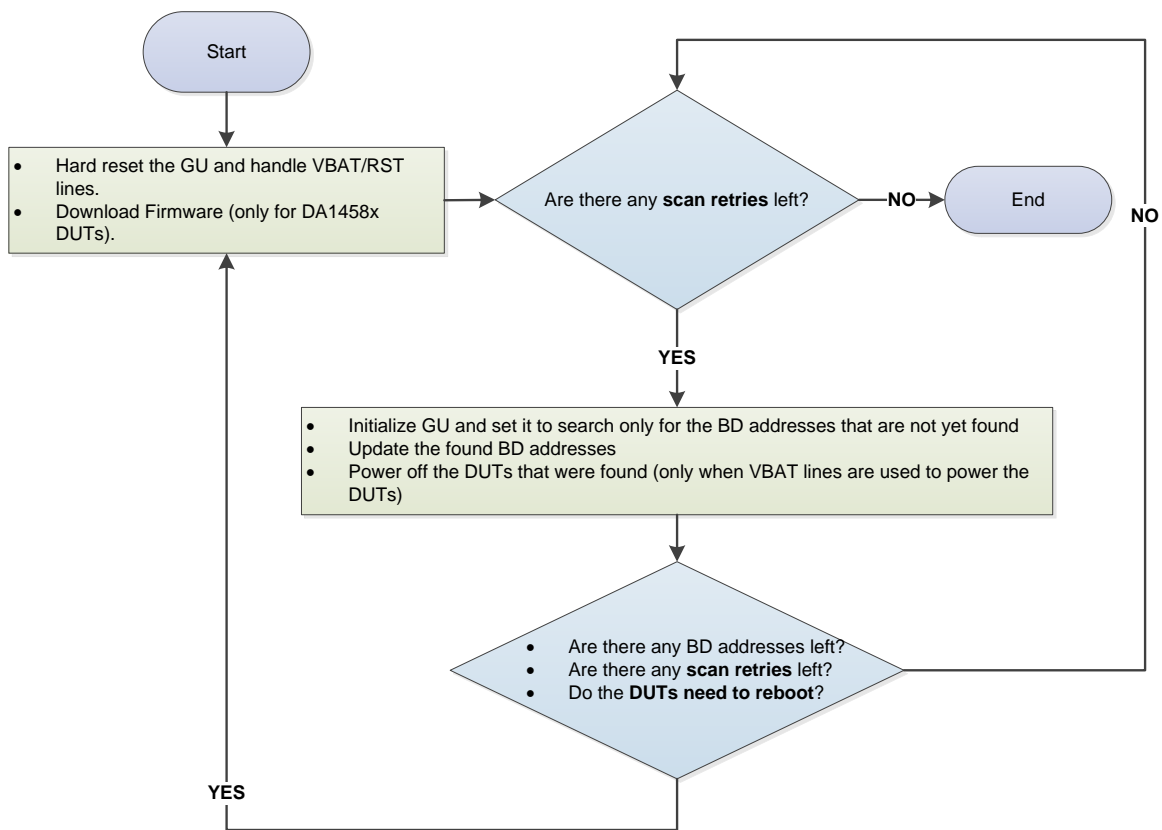 Start
• Hard reset the GU and handle VBAT/RST
lines.
• Download Firmware (only for DA1458x
DUTs).
Are there any scan retries left?
NO
End
NO
YES
• Initialize GU and set it to search only for the BD addresses that are not yet found
• Update the found BD addresses
• Power off the DUTs that were found (only when VBAT lines are used to power the
DUTs)
• Are there any BD addresses left?
• Are there any scan retries left?
• Do the DUTs need to reboot?
YES